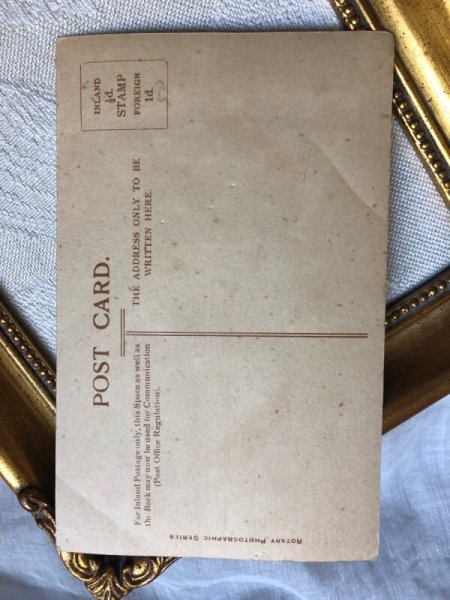 POST CARD.
For Inland Postage only, this Space as well as
the Back may now be used for Communication
(Post Office Regulation).
THE ADDRESS ONLY TO BE
WRITTEN HERE.
INLAND
½d.
STAMP
FOREIGN
1d.
ROTARY PHOTOGRAPHIC SERIES